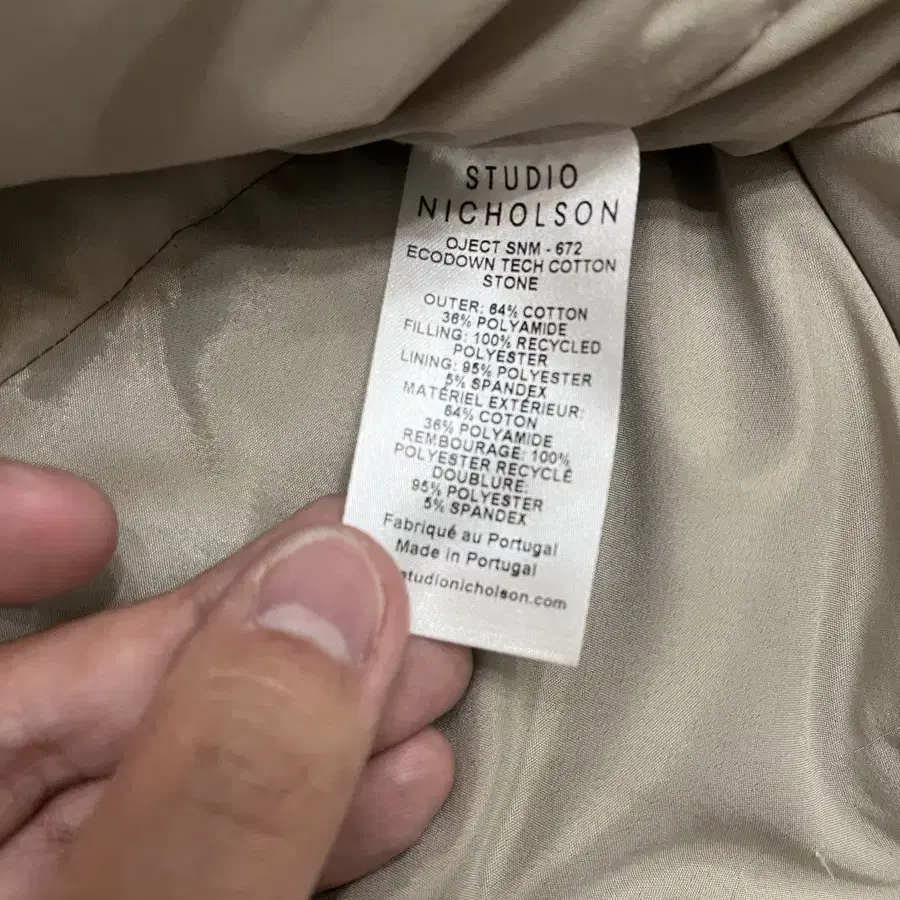 STUDIO
NICHOLSON
OJECT SNM - 672
ECODOWN TECH COTTON
STONE
OUTER: 64% COTTON
36% POLYAMIDE
FILLING: 100% RECYCLED
POLYESTER
LINING: 95% POLYESTER
5% SPANDEX
MATÉRIEL EXTÉRIEUR:
64% COTON
36% POLYAMIDE
REMBOURAGE: 100%
POLYESTER RECYCLÉ
DOUBLURE:
95% POLYESTER
5% SPANDEX
Fabriqué au Portugal
Made in Portugal
studionicholson.com